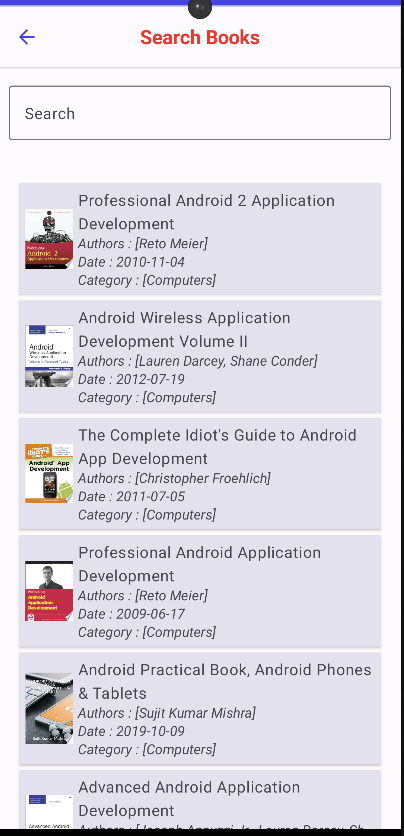 Search Books
Search
Professional Android 2 Application
Development
Authors : [Reto Meier]
Date : 2010-11-04
Category : [Computers]
Android Wireless Application
Development Volume II
Authors : [Lauren Darcey, Shane Conder]
Date : 2012-07-19
Category : [Computers]
The Complete Idiot's Guide to Android
App Development
Authors : [Christopher Froehlich]
Date : 2011-07-05
Category : [Computers]
Professional Android Application
Development
Authors : [Reto Meier]
Date : 2009-06-17
Category : [Computers]
Android Practical Book, Android Phones
& Tablets
Authors : [Sujit Kumar Mishra]
Date : 2019-10-09
Category : [Computers]
Advanced Android Application
Development